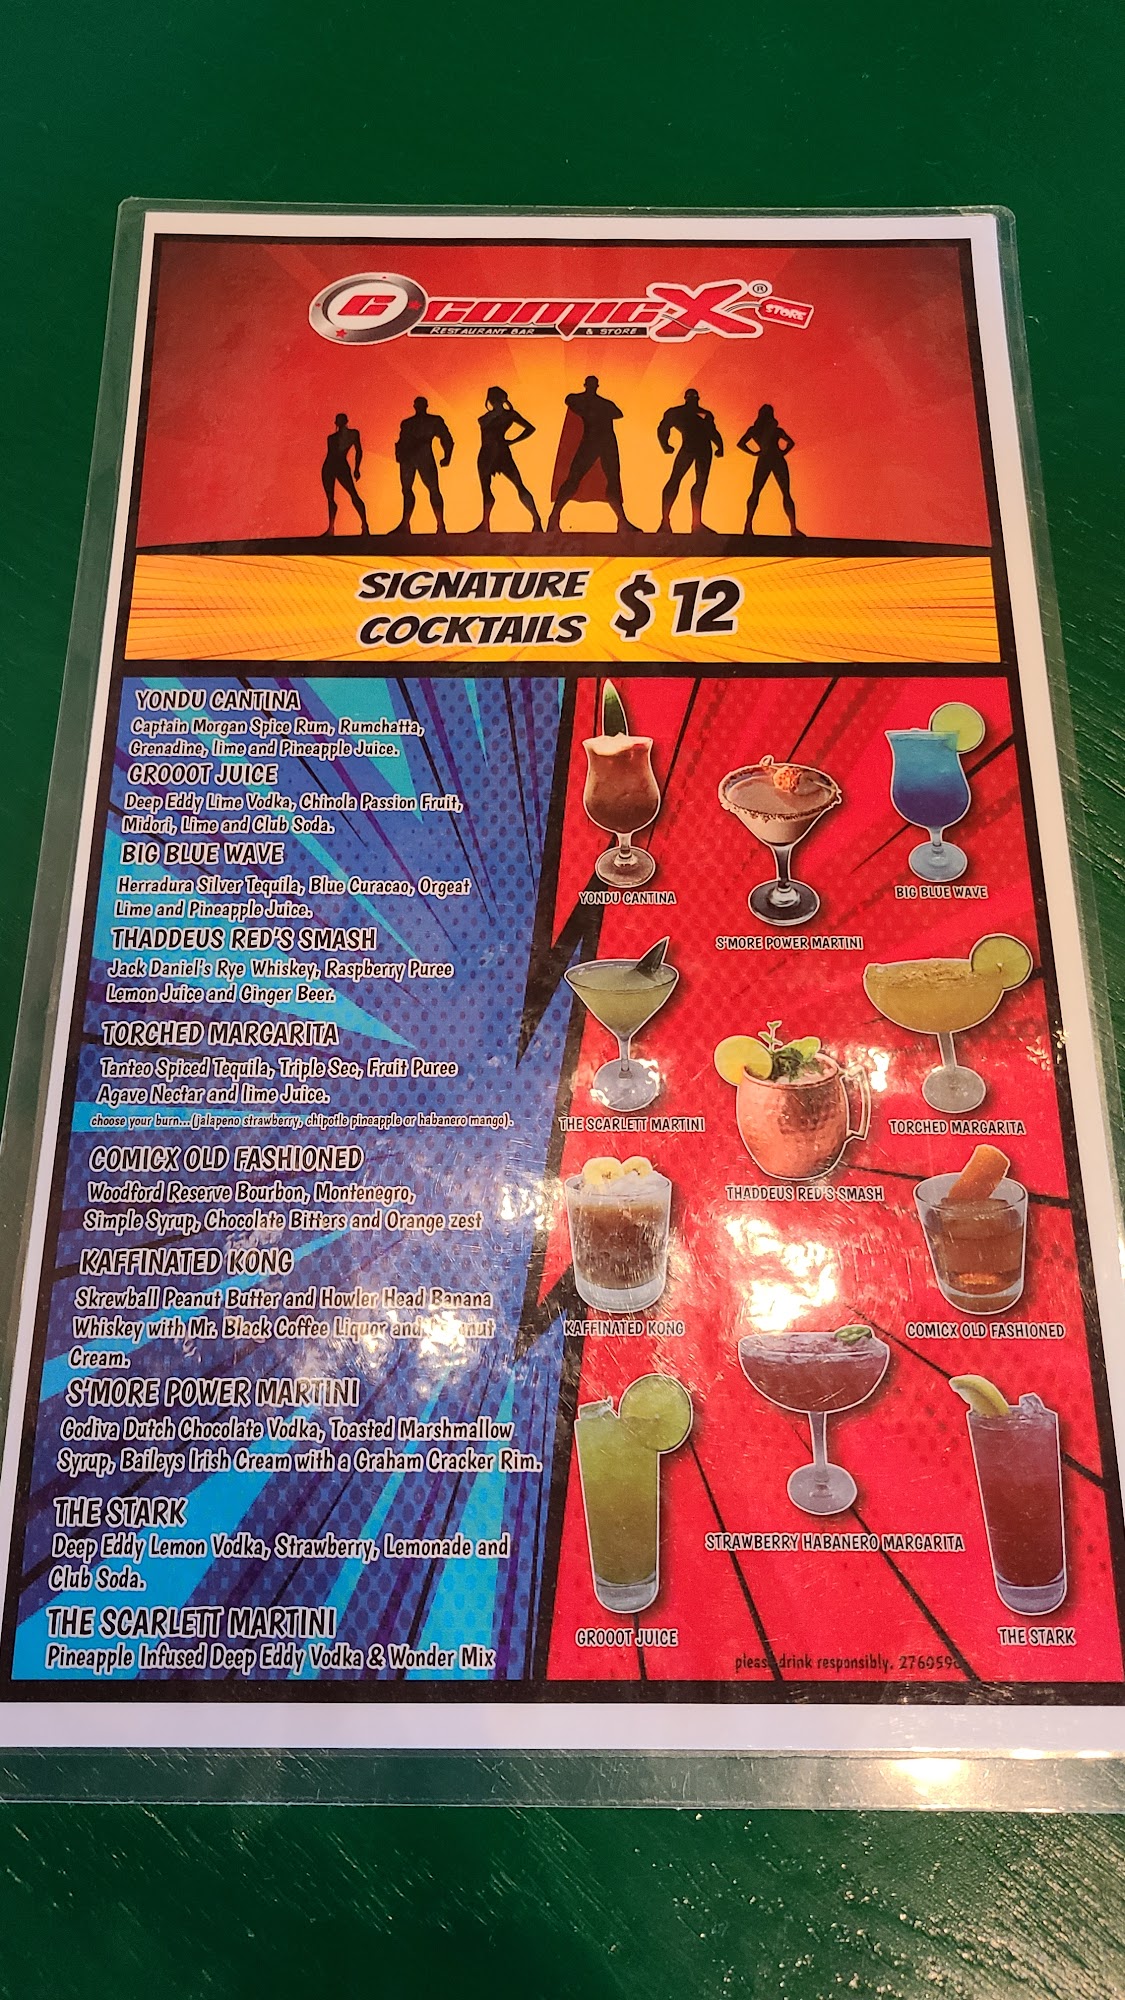 C COMICX® STORE
RESTAURANT BAR & STORE
SIGNATURE
COCKTAILS
$12
YONDU CANTINA
Captain Morgan Spice Rum, Rumchatta,
Grenadine, lime and Pineapple Juice.
GROOOT JUICE
Deep Eddy Lime Vodka, Chinola Passion Fruit,
Midori, Lime and Club Soda.
BIG BLUE WAVE
Herradura Silver Tequila, Blue Curacao, Orgeat
Lime and Pineapple Juice.
THADDEUS RED'S SMASH
Jack Daniel's Rye Whiskey, Raspberry Puree
Lemon Juice and Ginger Beer.
TORCHED MARGARITA
Tanteo Spiced Tequila, Triple Sec, Fruit Puree
Agave Nectar and lime Juice.
choose your burn...(jalapeno strawberry, chipotle pineapple or habanero mango).
COMICX OLD FASHIONED
Woodford Reserve Bourbon, Montenegro,
Simple Syrup, Chocolate Bitters and Orange zest
KAFFINATED KONG
Skrewball Peanut Butter and Howler Head Banana
Whiskey with Mr. Black Coffee Liquor and
Cream.
S'MORE POWER MARTINI
Godiva Dutch Chocolate Vodka, Toasted Marshmallow
Syrup, Baileys Irish Cream with a Graham Cracker Rim.
THE STARK
Deep Eddy Lemon Vodka, Strawberry, Lemonade and
Club Soda.
THE SCARLETT MARTINI
Pineapple Infused Deep Eddy Vodka & Wonder Mix
YONDU CANTINA
S'MORE POWER MARTINI
BIG BLUE WAVE
THE SCARLETT MARTINI
THADDEUS RED'S SMASH
TORCHED MARGARITA
KAFFINATED KONG
COMICX OLD FASHIONED
STRAWBERRY HABANERO MARGARITA
GROOOT JUICE
THE STARK
please drink responsibly.